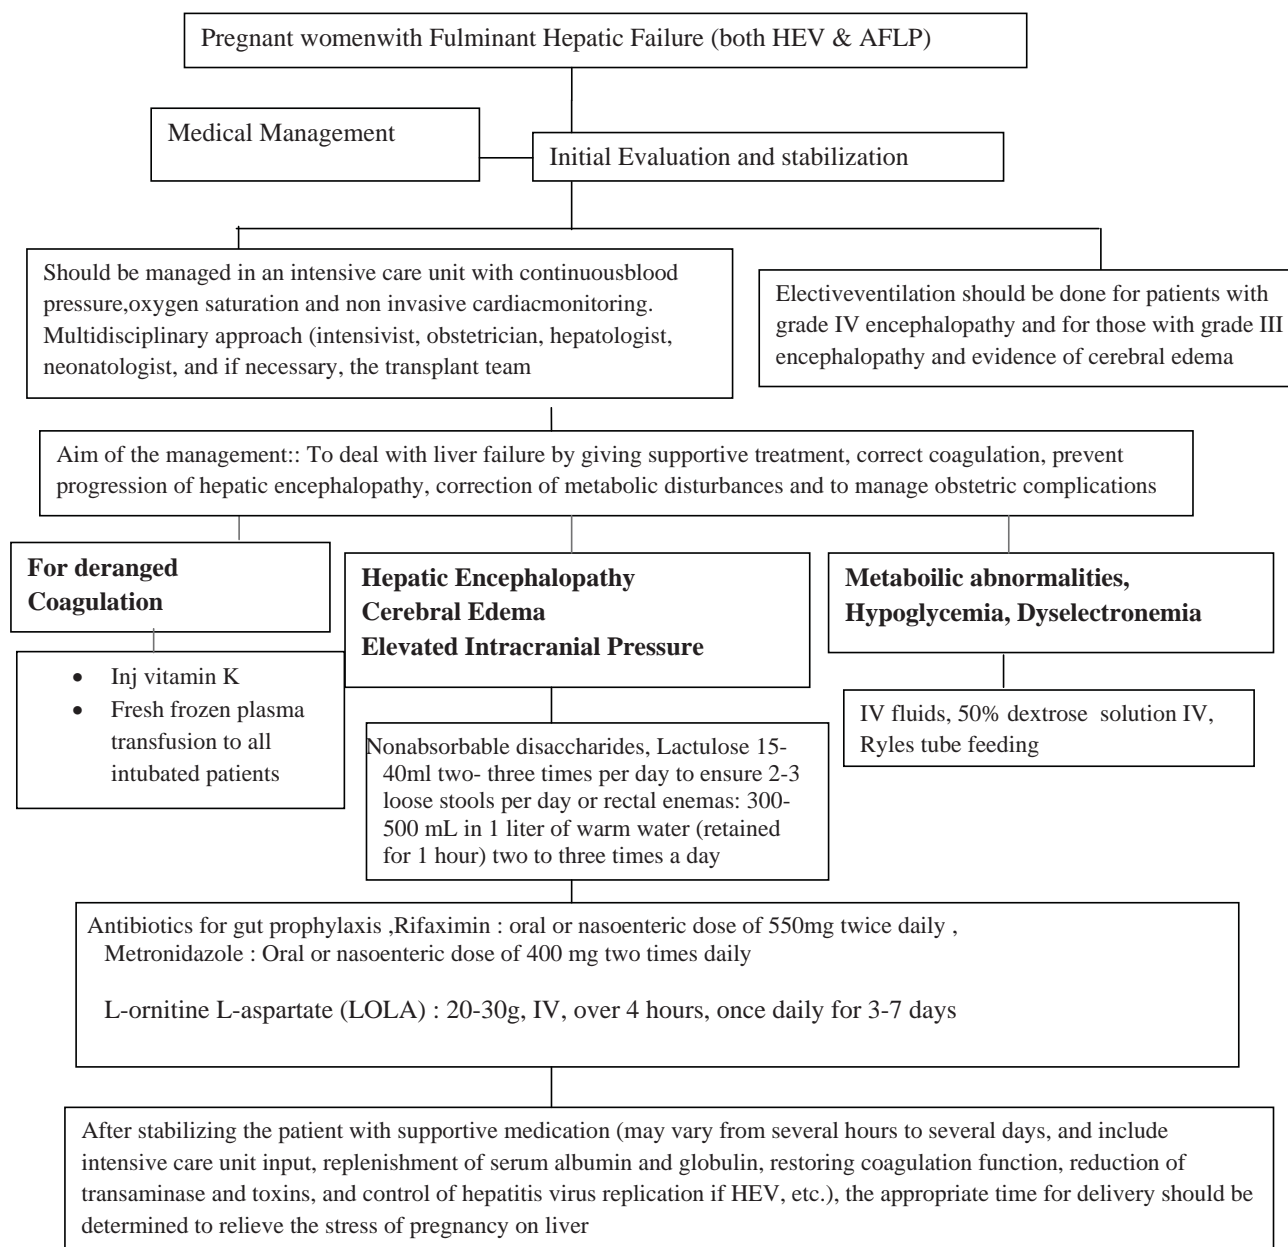 Pregnant womenwith Fulminant Hepatic Failure (both HEV & AFLP)
Medical Management
Initial Evaluation and stabilization
Should be managed in an intensive care unit with continuousblood
pressure,oxygen saturation and non invasive cardiacmonitoring.
Multidisciplinary approach (intensivist, obstetrician, hepatologist,
neonatologist, and if necessary, the transplant team
Electiveventilation should be done for patients with
grade IV encephalopathy and for those with grade III
encephalopathy and evidence of cerebral edema
Aim of the management:: To deal with liver failure by giving supportive treatment, correct coagulation, prevent
progression of hepatic encephalopathy, correction of metabolic disturbances and to manage obstetric complications
For deranged
Coagulation
Hepatic Encephalopathy
Cerebral Edema
Elevated Intracranial Pressure
Metaboilic abnormalities,
Hypoglycemia, Dyselectronemia
• Inj vitamin K
• Fresh frozen plasma
transfusion to all
intubated patients
Nonabsorbable disaccharides, Lactulose 15-
40ml two- three times per day to ensure 2-3
loose stools per day or rectal enemas: 300-
500 mL in 1 liter of warm water (retained
for 1 hour) two to three times a day
IV fluids, 50% dextrose solution IV,
Ryles tube feeding
Antibiotics for gut prophylaxis ,Rifaximin : oral or nasoenteric dose of 550mg twice daily ,
Metronidazole : Oral or nasoenteric dose of 400 mg two times daily
L-ornitine L-aspartate (LOLA) : 20-30g, IV, over 4 hours, once daily for 3-7 days
After stabilizing the patient with supportive medication (may vary from several hours to several days, and include
intensive care unit input, replenishment of serum albumin and globulin, restoring coagulation function, reduction of
transaminase and toxins, and control of hepatitis virus replication if HEV, etc.), the appropriate time for delivery should be
determined to relieve the stress of pregnancy on liver